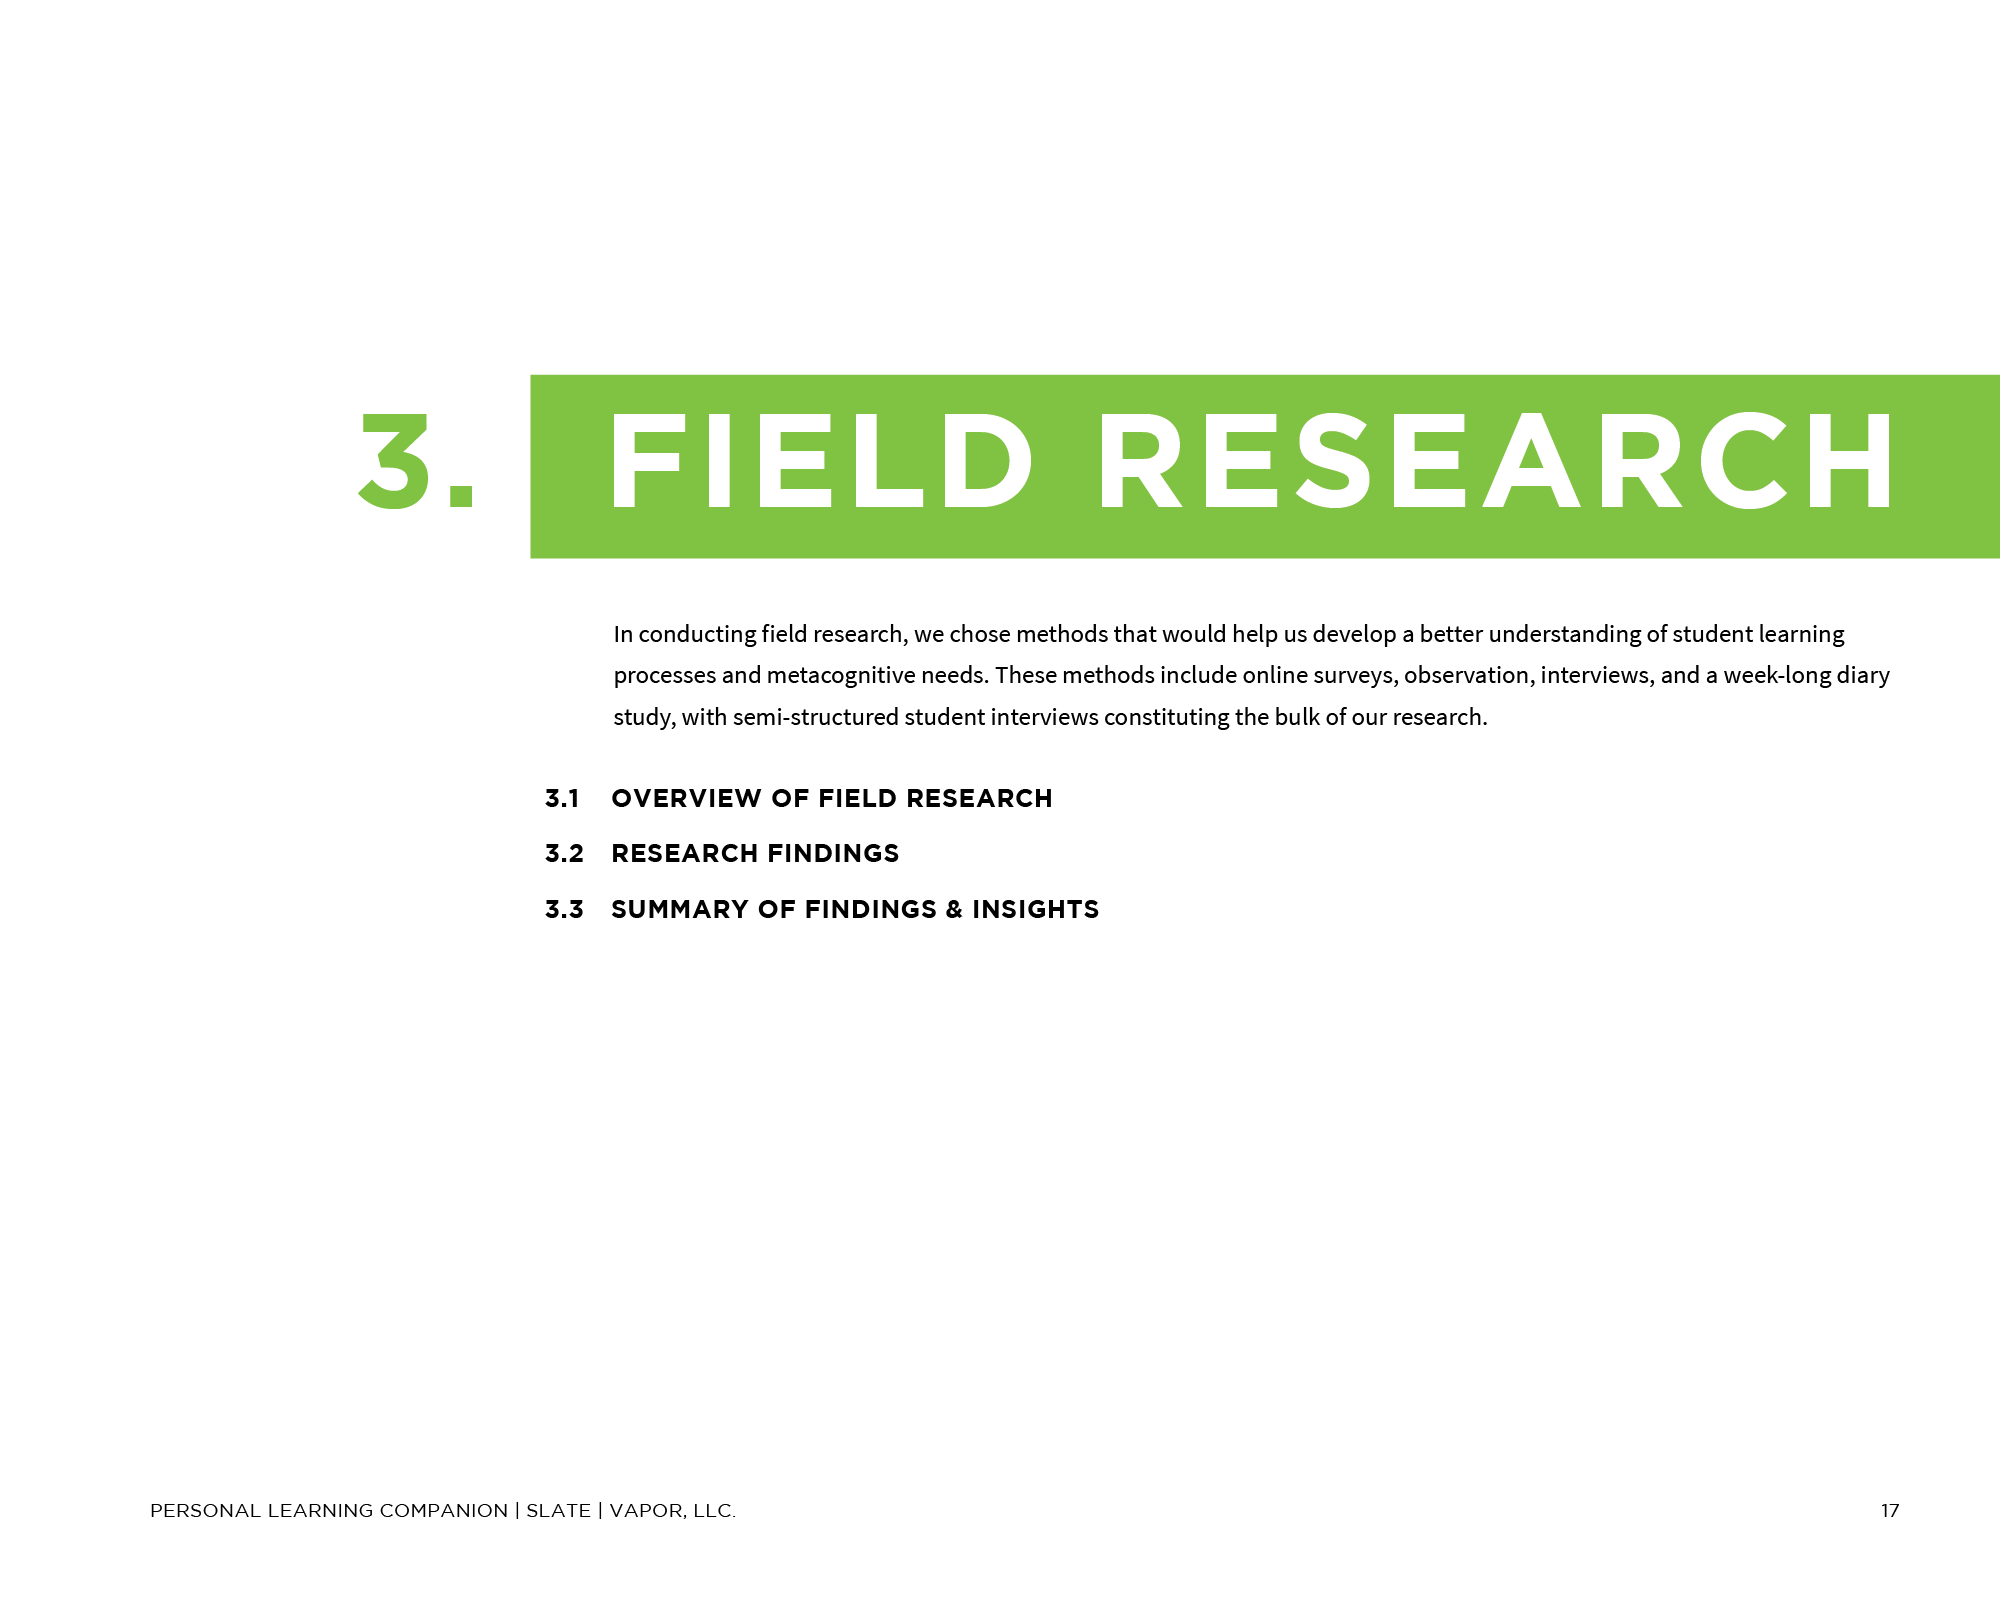 3. FIELD RESEARCH
In conducting field research, we chose methods that would help us develop a better understanding of student learning
processes and metacognitive needs. These methods include online surveys, observation, interviews, and a week-long diary
study, with semi-structured student interviews constituting the bulk of our research.
3.1 OVERVIEW OF FIELD RESEARCH
3.2 RESEARCH FINDINGS
3.3 SUMMARY OF FINDINGS & INSIGHTS
PERSONAL LEARNING COMPANION | SLATE | VAPOR, LLC. 17